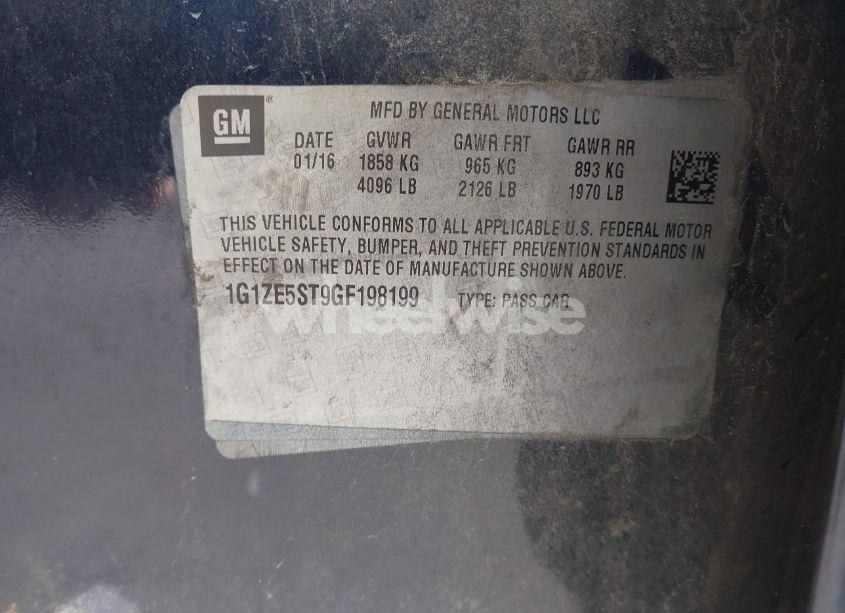 GM ®
MFD BY GENERAL MOTORS LLC
DATE GVWR GAWR FRT GAWR RR
01/16 1858 KG 965 KG 893 KG
4096 LB 2126 LB 1970 LB
THIS VEHICLE CONFORMS TO ALL APPLICABLE U.S. FEDERAL MOTOR
VEHICLE SAFETY, BUMPER, AND THEFT PREVENTION STANDARDS IN
EFFECT ON THE DATE OF MANUFACTURE SHOWN ABOVE.
1G1ZE5ST9GF198199 TYPE: PASS CAR
wheelwise